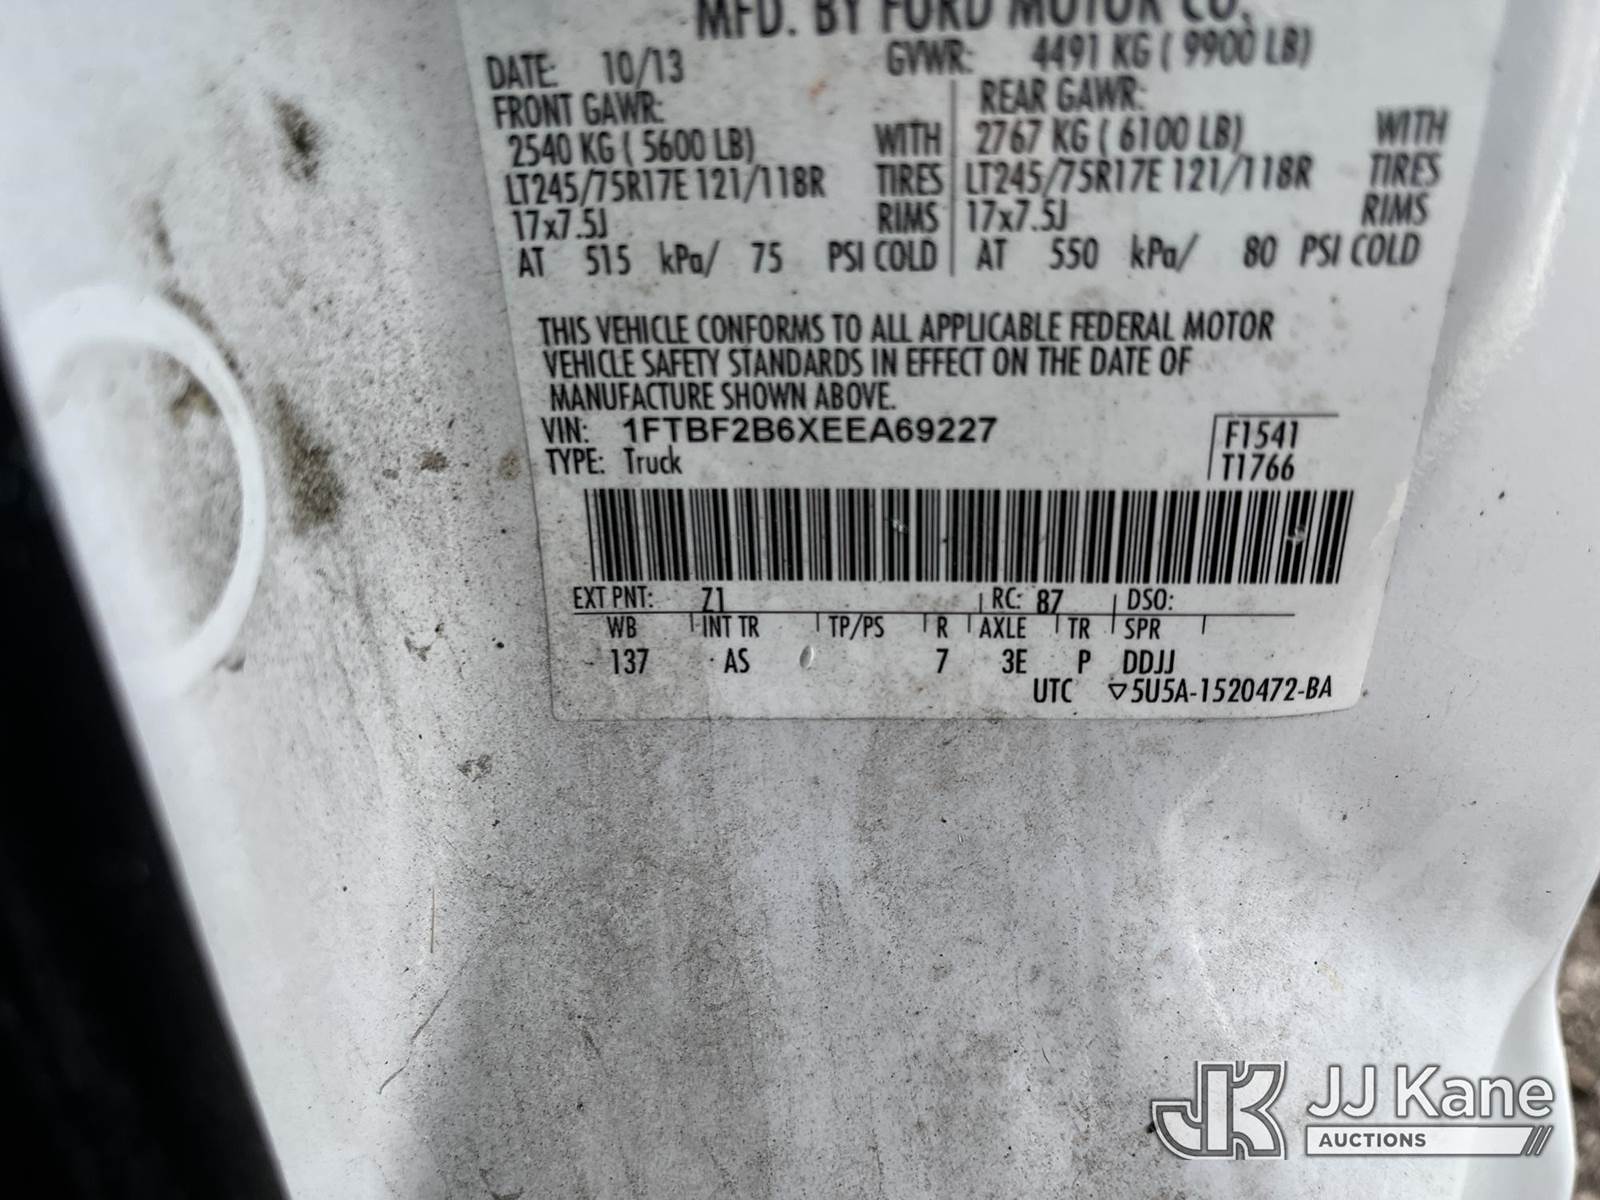 MFD. BY FORD MOTOR CO.
DATE: 10/13 GVWR: 4491 KG ( 9900 LB)
FRONT GAWR: REAR GAWR:
2540 KG ( 5600 LB) WITH 2767 KG ( 6100 LB) WITH
LT245/75R17E 121/118R TIRES LT245/75R17E 121/118R TIRES
17x7.5J RIMS 17x7.5J RIMS
AT 515 kPa/ 75 PSI COLD AT 550 kPa/ 80 PSI COLD
THIS VEHICLE CONFORMS TO ALL APPLICABLE FEDERAL MOTOR
VEHICLE SAFETY STANDARDS IN EFFECT ON THE DATE OF
MANUFACTURE SHOWN ABOVE.
VIN: 1FTBF2B6XEEA69227 F1541
TYPE: Truck T1766
EXT PNT: Z1 RC: 87 DSO:
WB INT TR TP/PS R AXLE TR SPR
137 AS 7 3E P DDJJ
UTC ▽5U5A-1520472-BA
JK JJ Kane
AUCTIONS